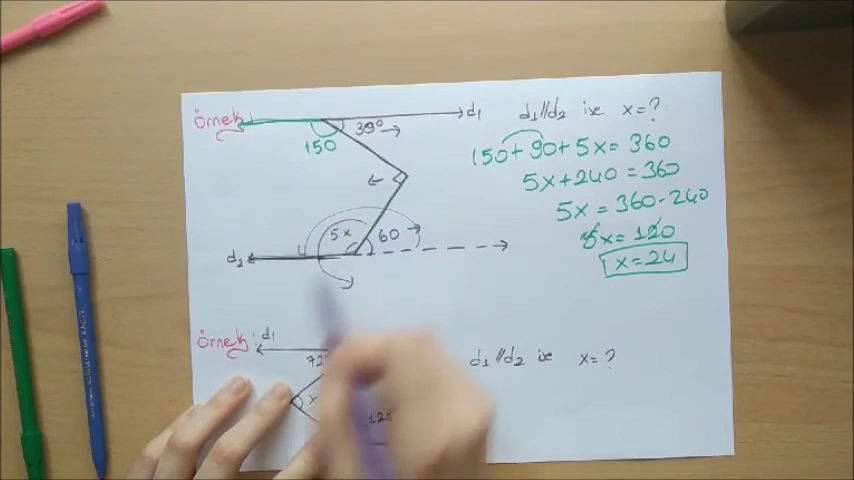 Örnek:
d₁
d₁//d₂ ise x=?
30°
150
150+90+5x=360
5x+240=360
5x=360-240
5x=120
x=24
5x
60
d₂
Örnek:
d₁
72
d₁//d₂ ise x=?
x